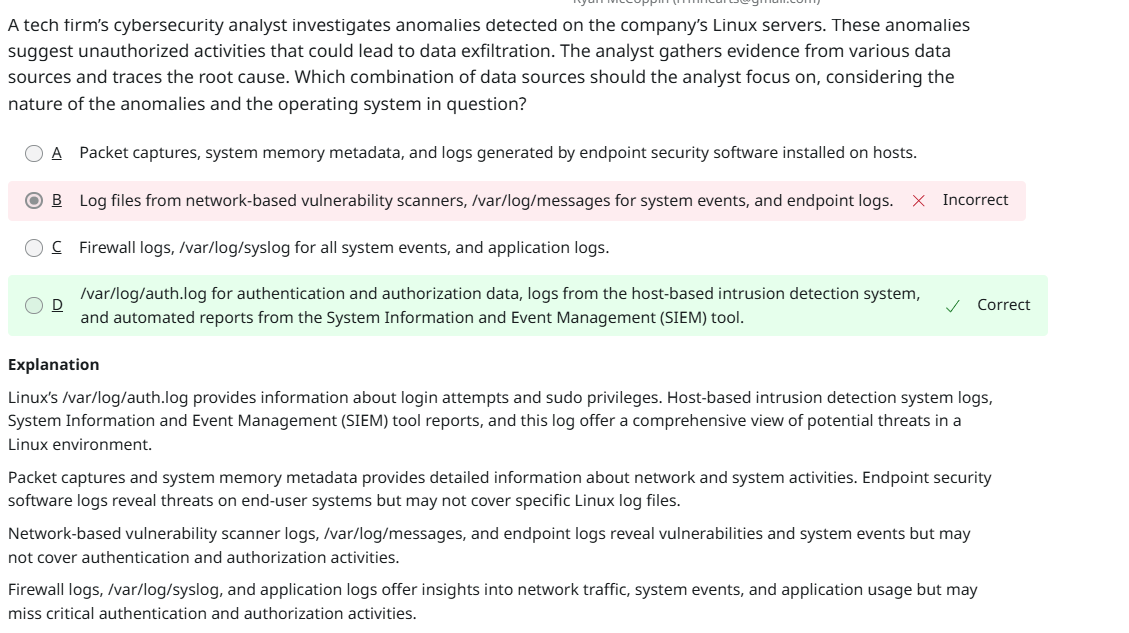 A tech firm’s cybersecurity analyst investigates anomalies detected on the company’s Linux servers. These anomalies
suggest unauthorized activities that could lead to data exfiltration. The analyst gathers evidence from various data
sources and traces the root cause. Which combination of data sources should the analyst focus on, considering the
nature of the anomalies and the operating system in question?
A Packet captures, system memory metadata, and logs generated by endpoint security software installed on hosts.
B Log files from network-based vulnerability scanners, /var/log/messages for system events, and endpoint logs. Incorrect
C Firewall logs, /var/log/syslog for all system events, and application logs.
/var/log/auth.log for authentication and authorization data, logs from the host-based intrusion detection system,
D Correct
and automated reports from the System Information and Event Management (SIEM) tool.
Explanation
Linux’s /var/log/auth.log provides information about login attempts and sudo privileges. Host-based intrusion detection system logs,
System Information and Event Management (SIEM) tool reports, and this log offer a comprehensive view of potential threats in a
Linux environment.
Packet captures and system memory metadata provides detailed information about network and system activities. Endpoint security
software logs reveal threats on end-user systems but may not cover specific Linux log files.
Network-based vulnerability scanner logs, /var/log/messages, and endpoint logs reveal vulnerabilities and system events but may
not cover authentication and authorization activities.
Firewall logs, /var/log/syslog, and application logs offer insights into network traffic, system events, and application usage but may
miss critical authentication and authorization activities.